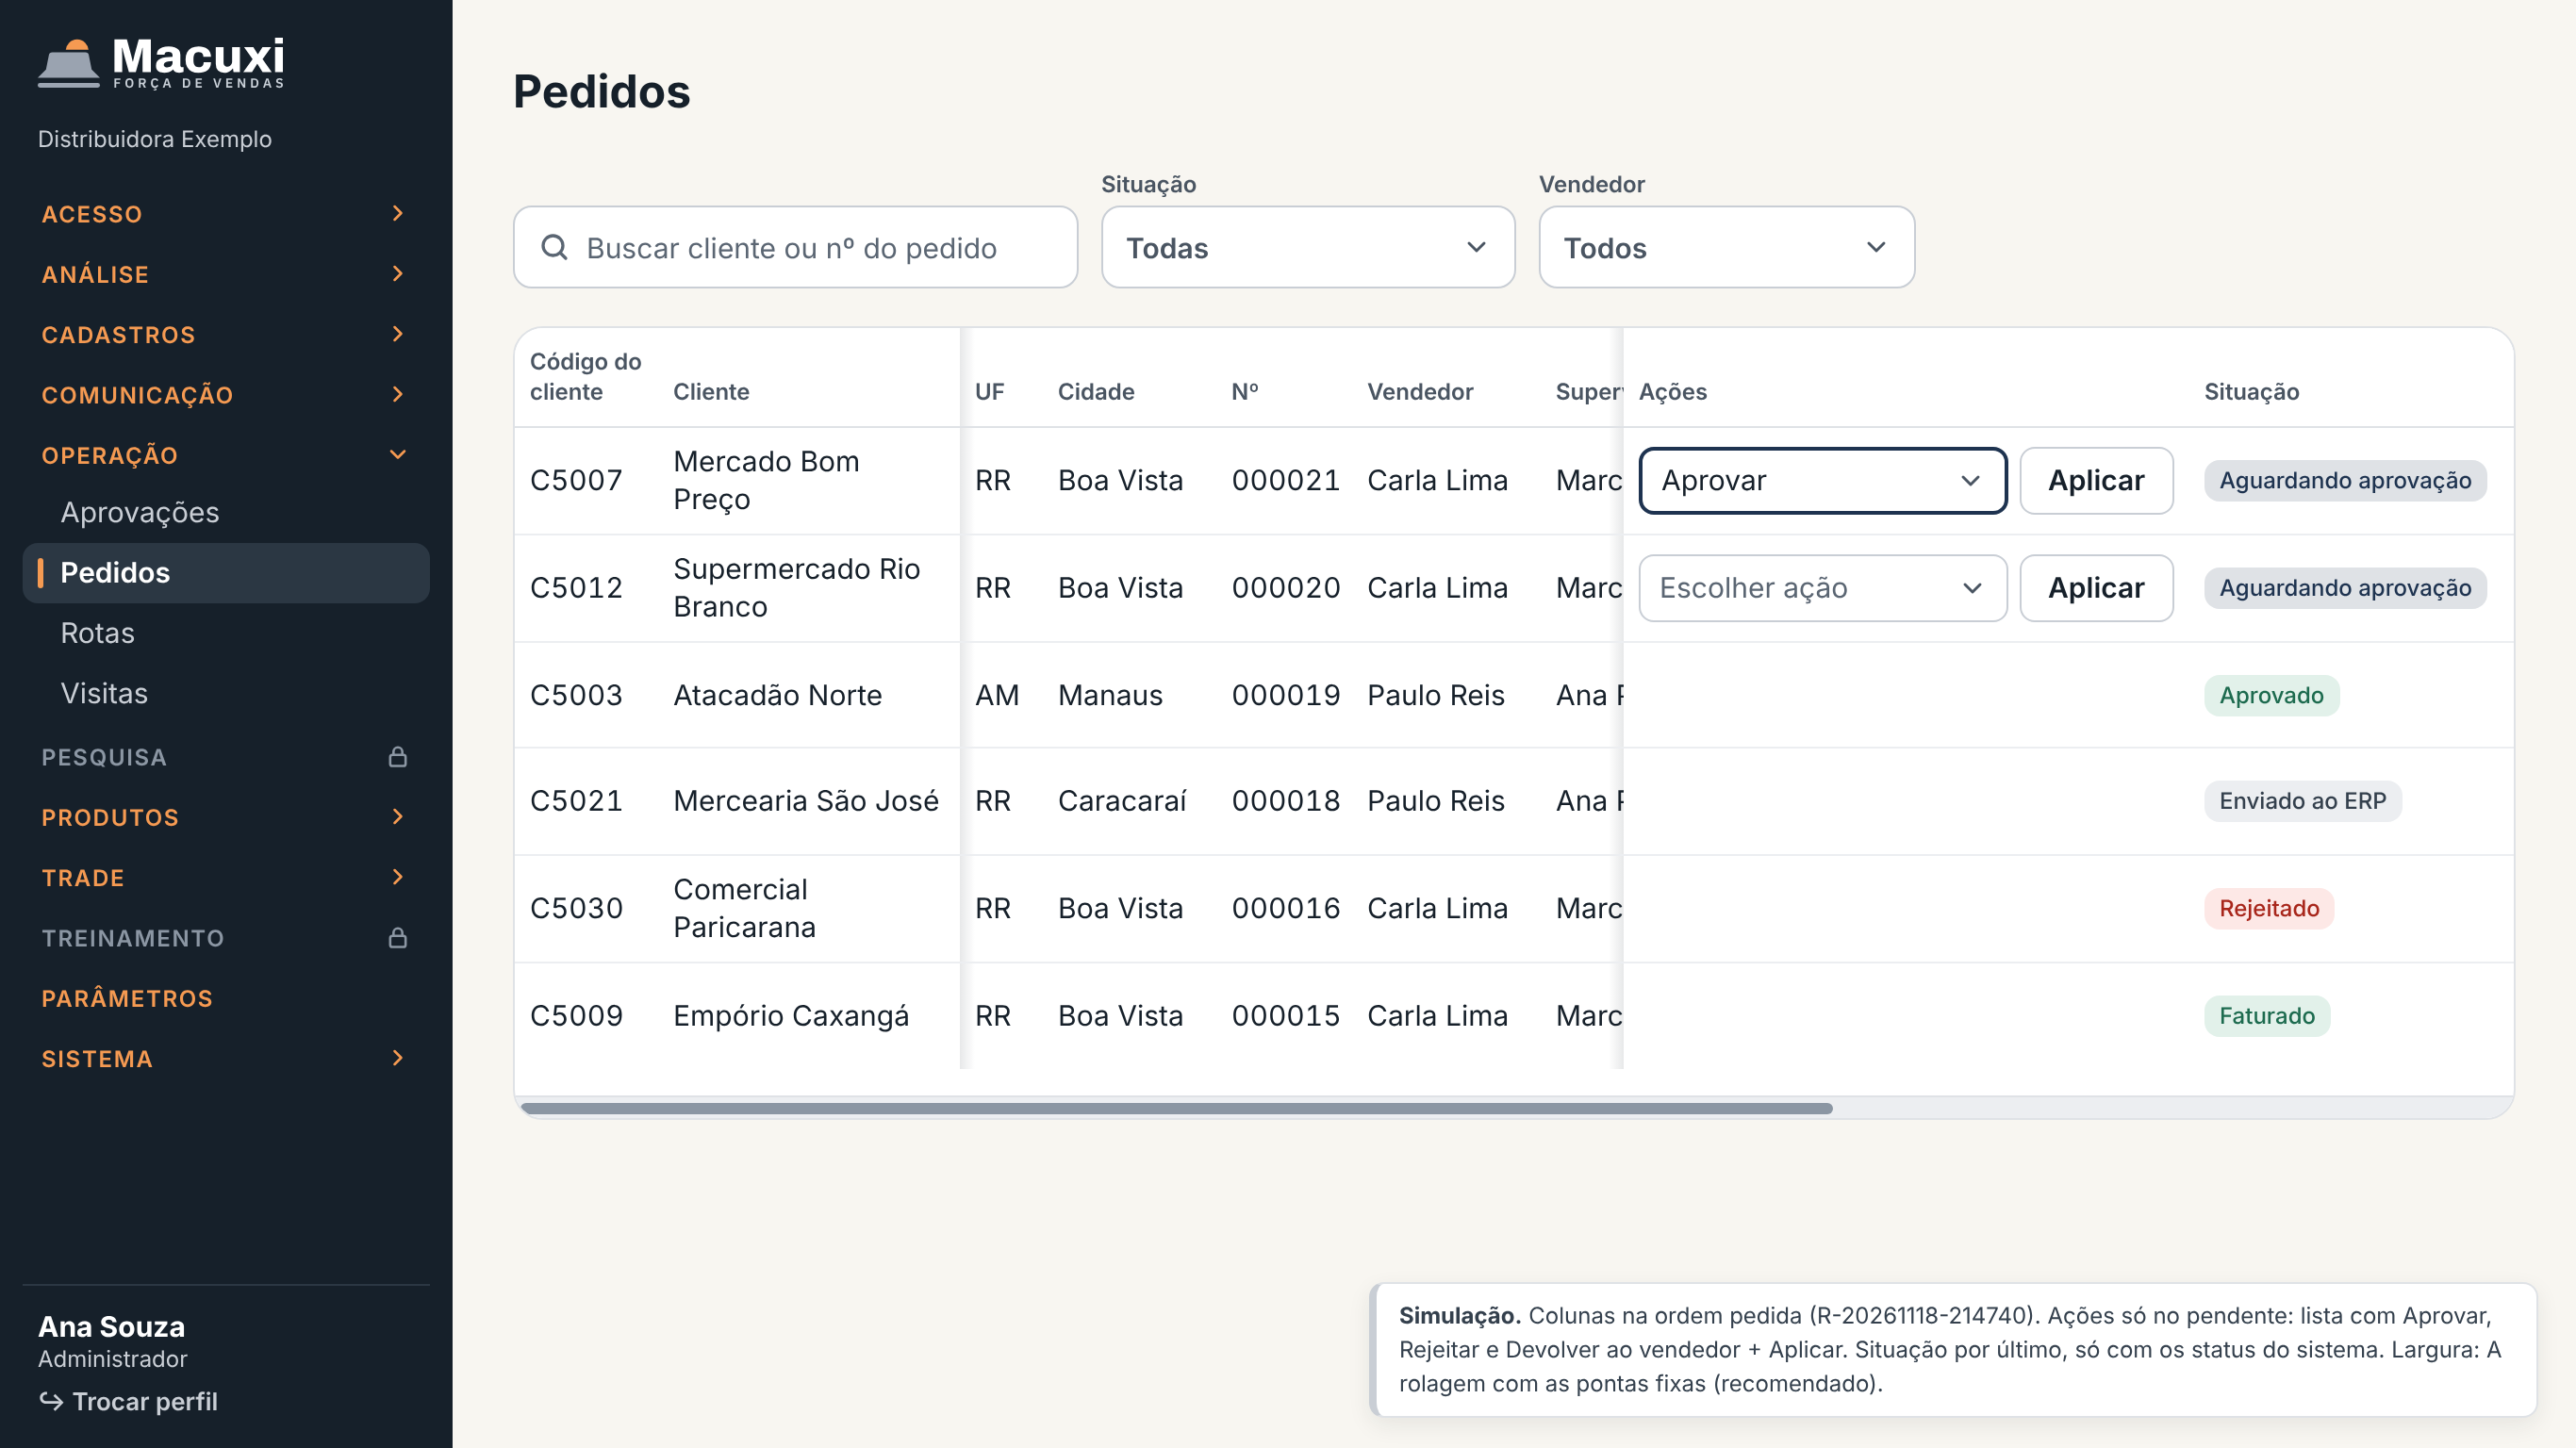 Macuxi
FORÇA DE VENDAS
Distribuidora Exemplo
ACESSO
ANÁLISE
CADASTROS
COMUNICAÇÃO
OPERAÇÃO
Aprovações
Pedidos
Rotas
Visitas
PESQUISA
PRODUTOS
TRADE
TREINAMENTO
PARÂMETROS
SISTEMA
Ana Souza
Administrador
Trocar perfil
Pedidos
Situação
Vendedor
Buscar cliente ou nº do pedido
Todas
Todos
Código do cliente Cliente UF Cidade Nº Vendedor Superv Ações Situação
C5007 Mercado Bom Preço RR Boa Vista 000021 Carla Lima Marc Aprovar Aplicar Aguardando aprovação
C5012 Supermercado Rio Branco RR Boa Vista 000020 Carla Lima Marc Escolher ação Aplicar Aguardando aprovação
C5003 Atacadão Norte AM Manaus 000019 Paulo Reis Ana Aprovado
C5021 Mercearia São José RR Caracaraí 000018 Paulo Reis Ana Enviado ao ERP
C5030 Comercial Paricarana RR Boa Vista 000016 Carla Lima Marc Rejeitado
C5009 Empório Caxangá RR Boa Vista 000015 Carla Lima Marc Faturado
Simulação. Colunas na ordem pedida (R-20261118-214740). Ações só no pendente: lista com Aprovar,
Rejeitar e Devolver ao vendedor + Aplicar. Situação por último, só com os status do sistema. Largura: A
rolagem com as pontas fixas (recomendado).